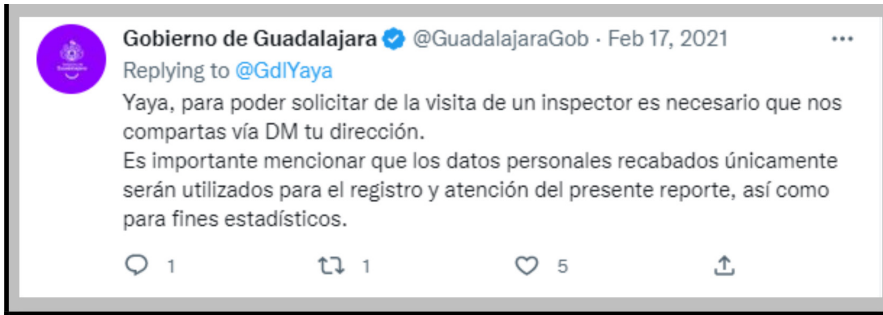 Gobierno de Guadalajara @GuadalajaraGob · Feb 17, 2021
Replying to @GdlYaya
Yaya, para poder solicitar de la visita de un inspector es necesario que nos
compartas vía DM tu dirección.
Es importante mencionar que los datos personales recabados únicamente
serán utilizados para el registro y atención del presente reporte, así como
para fines estadísticos.
1 1 5